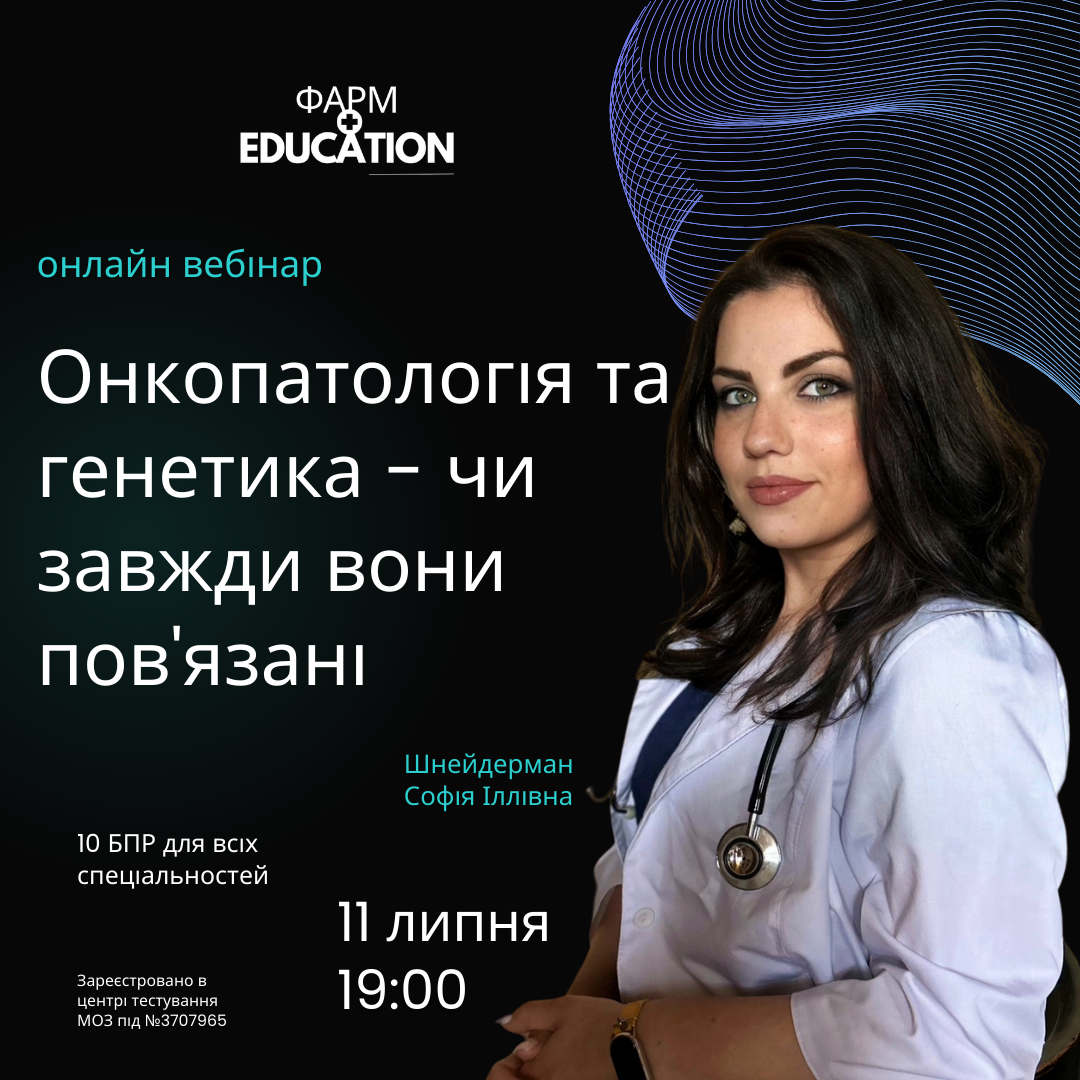 ФАРМ
EDUCATION
онлайн вебінар
Онкопатологія та
генетика - чи
завжди вони
пов'язані
Шнейдерман
Софія Іллівна
10 БПР для всіх
спеціальностей
11 липня
19:00
Зареєстровано в
центрі тестування
МОЗ під №3707965